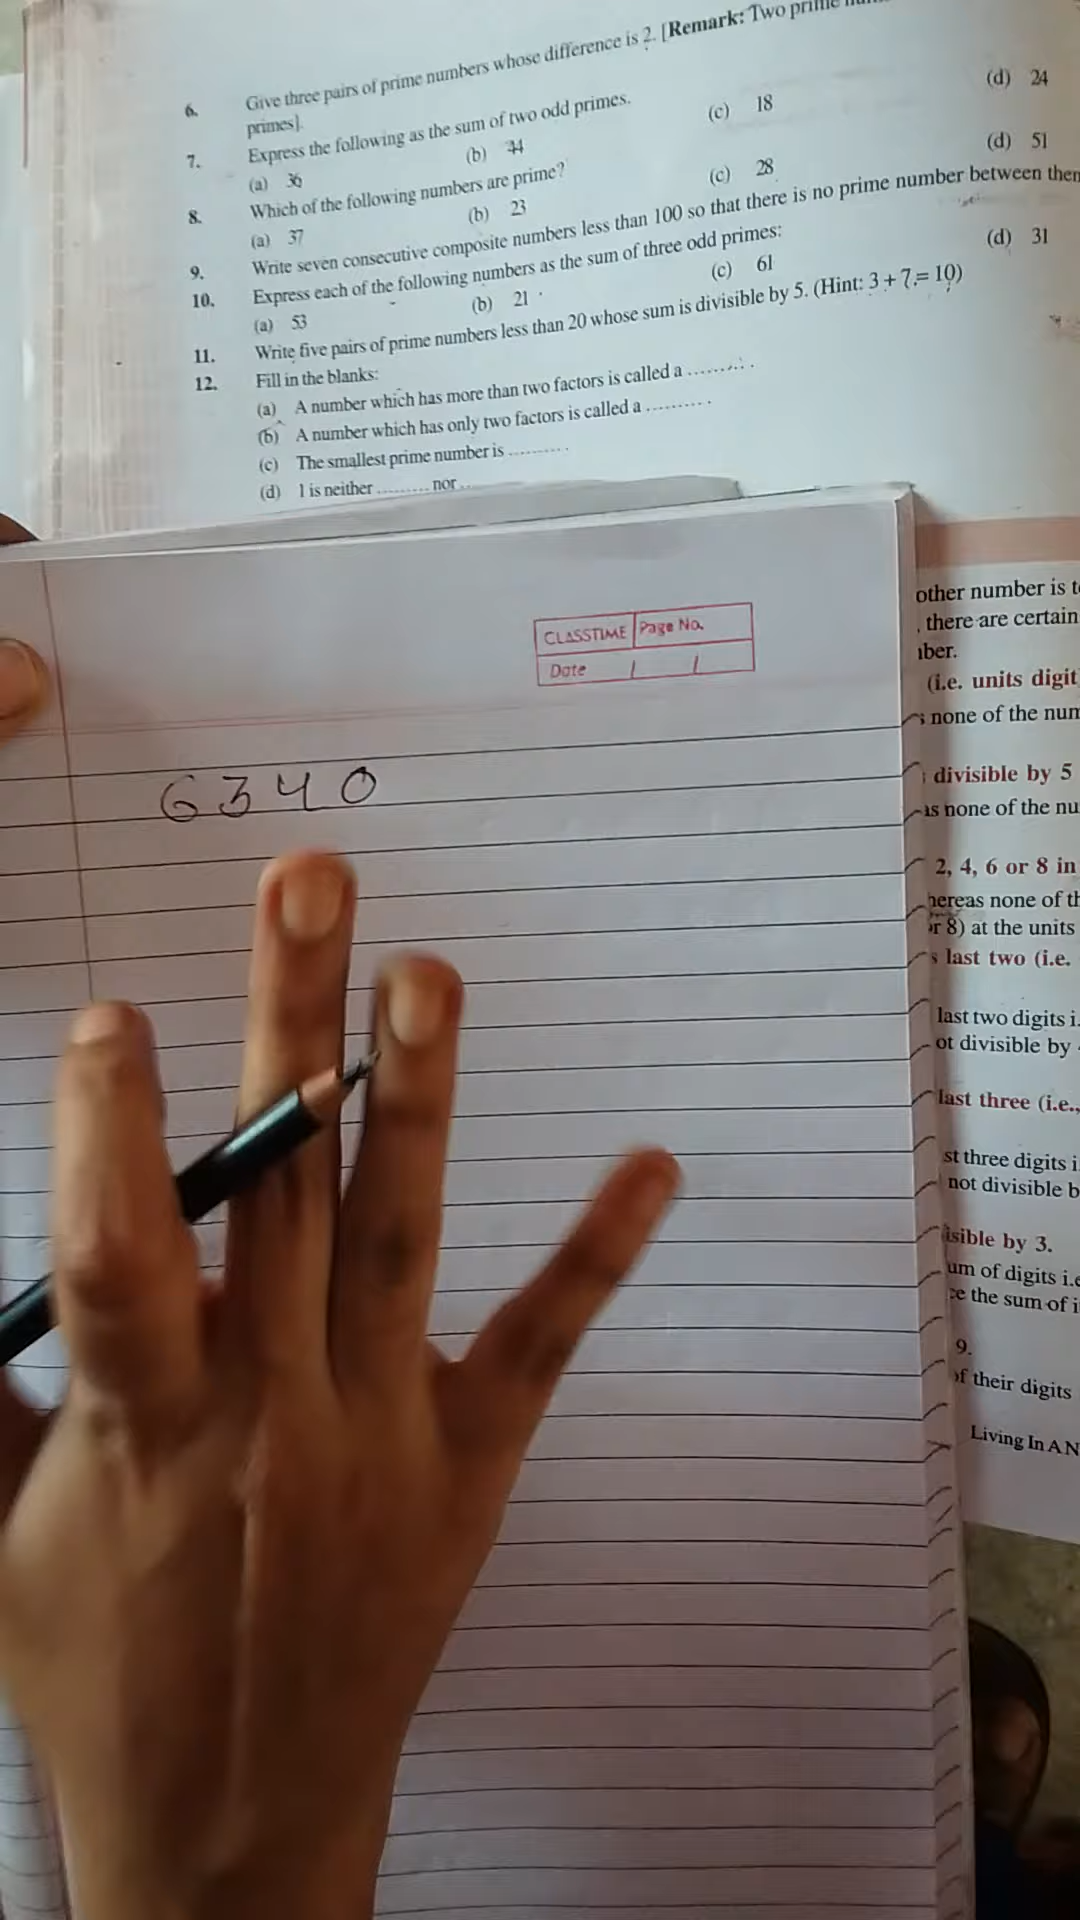 6. Give three pairs of prime numbers whose difference is 2. [Remark: Two prime
primes].
7. Express the following as the sum of two odd primes.
(a) 36 (b) 44 (c) 18 (d) 24
8. Which of the following numbers are prime?
(a) 37 (b) 23 (c) 28 (d) 51
9. Write seven consecutive composite numbers less than 100 so that there is no prime number between them
10. Express each of the following numbers as the sum of three odd primes:
(a) 53 (b) 21 (c) 61 (d) 31
11. Write five pairs of prime numbers less than 20 whose sum is divisible by 5. (Hint: 3 + 7 = 10)
12. Fill in the blanks:
(a) A number which has more than two factors is called a ..........
(b) A number which has only two factors is called a ..........
(c) The smallest prime number is ..........
(d) 1 is neither ......... nor ..
CLASSTIME Page No.
Date / /
6340
other number is
, there are certain
ber.
(i.e. units digit
none of the
divisible by 5
as none of the
2, 4, 6 or 8 in
hereas none of
or 8) at the units
last two (i.e.
last two digits
ot divisible by
last three (i.e.,
st three digits
not divisible
isible by 3.
um of digits
the sum of
9.
of their digits
Living In A